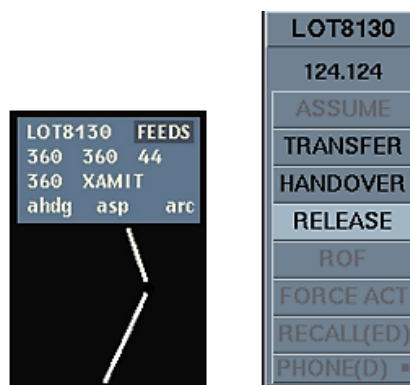 LOT8130 FEEDS
360 360 44
360 XAMIT
ahdg asp arc
LOT8130
124.124
ASSUME
TRANSFER
HANDOVER
RELEASE
ROF
FORCE ACT
RECALL(ED)
PHONE(D)